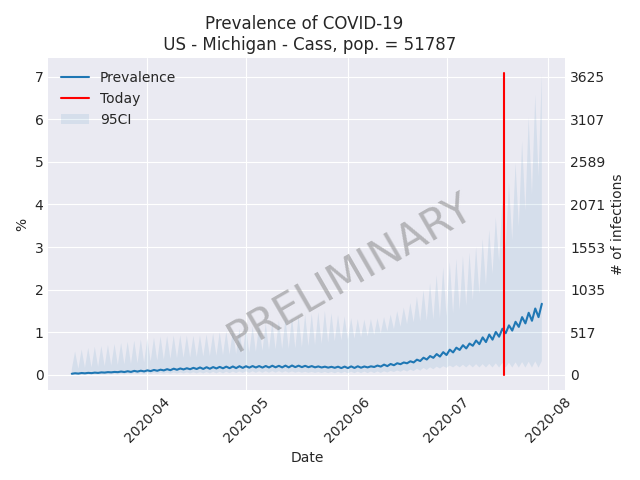 Prevalence of COVID-19
US - Michigan - Cass, pop. = 51787
Prevalence
Today
95CI
PRELIMINARY
%
7
6
5
4
3
2
1
0
3625
3107
2589
2071
1553
1035
517
0
# of infections
2020-04
2020-05
2020-06
2020-07
2020-08
Date